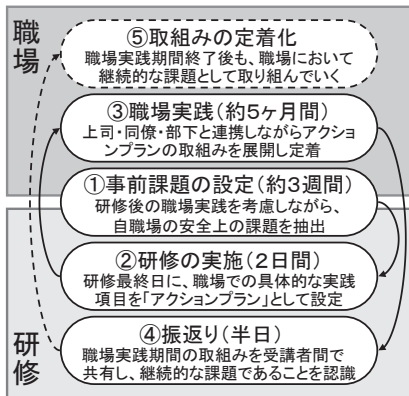 職場
⑤取組みの定着化
職場実践期間終了後も、職場において
継続的な課題として取り組んでいく
③職場実践(約5ヶ月間)
上司・同僚・部下と連携しながらアクショ
ンプランの取組みを展開し定着
①事前課題の設定(約3週間)
研修後の職場実践を考慮しながら、
自職場の安全上の課題を抽出
②研修の実施(2日間)
研修最終日に、職場での具体的な実践
項目を「アクションプラン」として設定
④振返り(半日)
職場実践期間の取組みを受講者間で
共有し、継続的な課題であることを認識
研修